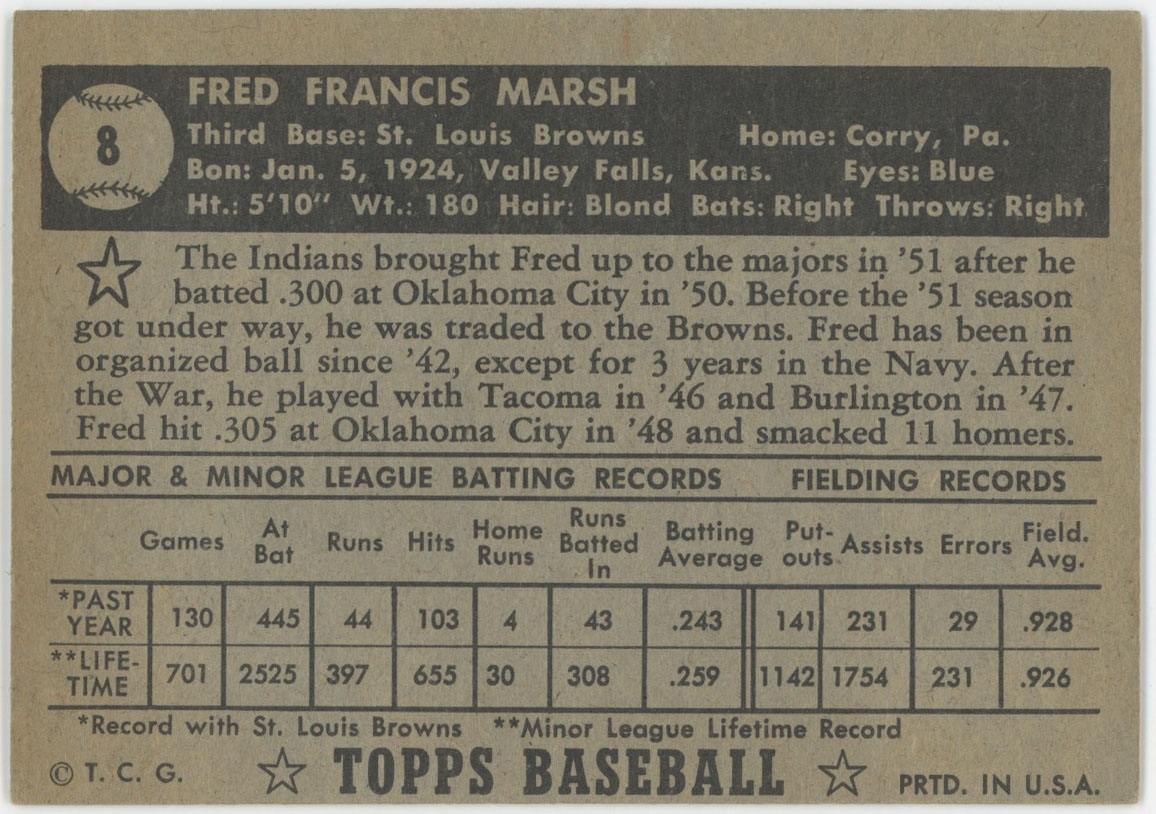 8
FRED FRANCIS MARSH
Third Base: St. Louis Browns Home: Corry, Pa.
Bon: Jan. 5, 1924, Valley Falls, Kans. Eyes: Blue
Ht.: 5'10" Wt.: 180 Hair: Blond Bats: Right Throws: Right
The Indians brought Fred up to the majors in '51 after he
batted .300 at Oklahoma City in '50. Before the '51 season
got under way, he was traded to the Browns. Fred has been in
organized ball since '42, except for 3 years in the Navy. After
the War, he played with Tacoma in '46 and Burlington in '47.
Fred hit .305 at Oklahoma City in '48 and smacked 11 homers.
MAJOR & MINOR LEAGUE BATTING RECORDS FIELDING RECORDS
Games At Bat Runs Hits Home Runs Runs Batted In Batting Average Put-outs Assists Errors Field. Avg.
*PAST YEAR 130 445 44 103 4 43 .243 141 231 29 .928
**LIFE-TIME 701 2525 397 655 30 308 .259 1142 1754 231 .926
*Record with St. Louis Browns **Minor League Lifetime Record
© T. C. G. TOPPS BASEBALL PRTD. IN U.S.A.